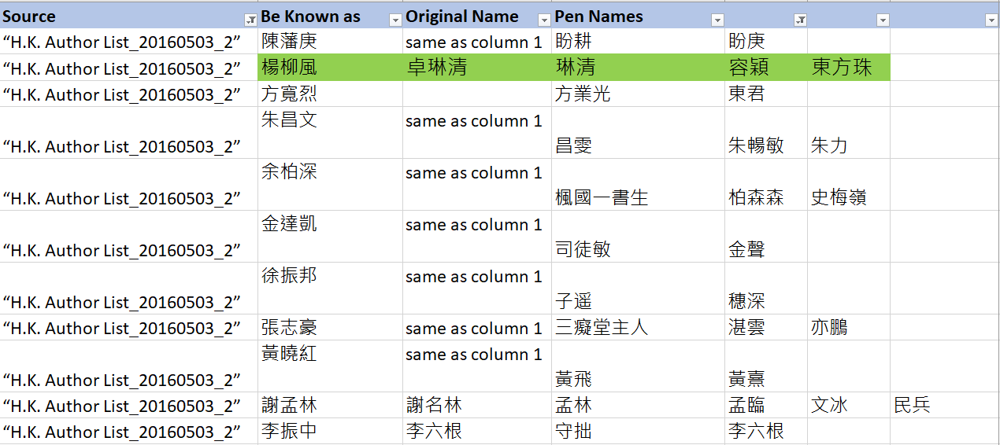 Source Be Known as Original Name Pen Names
“H.K. Author List_20160503_2” 陳藩庚 same as column 1 盼耕 盼庚
“H.K. Author List_20160503_2” 楊柳風 卓琳清 琳清 容穎 東方珠
“H.K. Author List_20160503_2” 方寬烈 方業光 東君
“H.K. Author List_20160503_2” 朱昌文 same as column 1 昌雯 朱暢敏 朱力
“H.K. Author List_20160503_2” 余柏深 same as column 1 楓國一書生 柏森森 史梅嶺
“H.K. Author List_20160503_2” 金達凱 same as column 1 司徒敏 金聲
“H.K. Author List_20160503_2” 徐振邦 same as column 1 子遥 穗深
“H.K. Author List_20160503_2” 張志豪 same as column 1 三癡堂主人 湛雲 亦鵬
“H.K. Author List_20160503_2” 黃曉紅 same as column 1 黃飛 黃熹
“H.K. Author List_20160503_2” 謝孟林 謝名林 孟林 孟臨 文冰 民兵
“H.K. Author List_20160503_2” 李振中 李六根 守拙 李六根